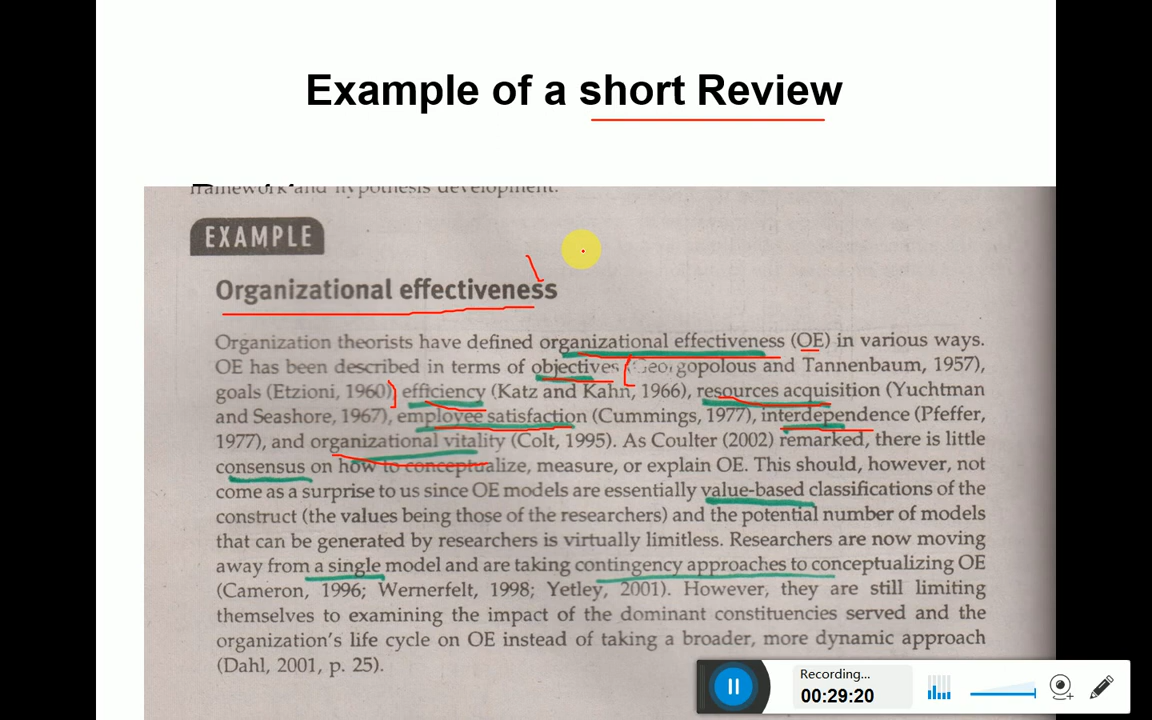 Example of a short Review
framework and hypothesis development.
EXAMPLE
Organizational effectiveness
Organization theorists have defined organizational effectiveness (OE) in various ways.
OE has been described in terms of objectives (Georgopolous and Tannenbaum, 1957),
goals (Etzioni, 1960), efficiency (Katz and Kahn, 1966), resources acquisition (Yuchtman
and Seashore, 1967), employee satisfaction (Cummings, 1977), interdependence (Pfeffer,
1977), and organizational vitality (Colt, 1995). As Coulter (2002) remarked, there is little
consensus on how to conceptualize, measure, or explain OE. This should, however, not
come as a surprise to us since OE models are essentially value-based classifications of the
construct (the values being those of the researchers) and the potential number of models
that can be generated by researchers is virtually limitless. Researchers are now moving
away from a single model and are taking contingency approaches to conceptualizing OE
(Cameron, 1996; Wernerfelt, 1998; Yetley, 2001). However, they are still limiting
themselves to examining the impact of the dominant constituencies served and the
organization's life cycle on OE instead of taking a broader, more dynamic approach
(Dahl, 2001, p. 25).
Recording...
00:29:20